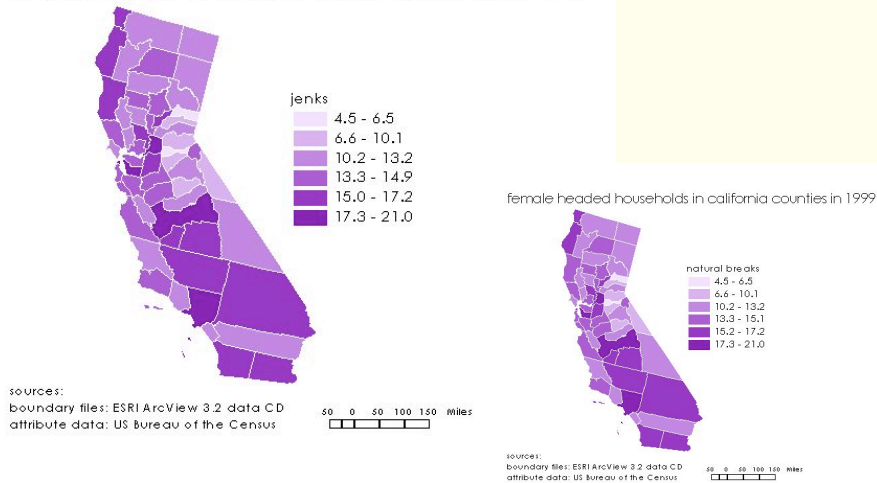 jenks
4.5 - 6.5
6.6 - 10.1
10.2 - 13.2
13.3 - 14.9
15.0 - 17.2
17.3 - 21.0
sources:
boundary files: ESRI ArcView 3.2 data CD
attribute data: US Bureau of the Census
50 0 50 100 150 Miles
female headed households in california counties in 1999
natural breaks
4.5 - 6.5
6.6 - 10.1
10.2 - 13.2
13.3 - 15.1
15.2 - 17.2
17.3 - 21.0
sources:
boundary files: ESRI ArcView 3.2 data CD
attribute data: US Bureau of the Census
50 0 50 100 150 Miles